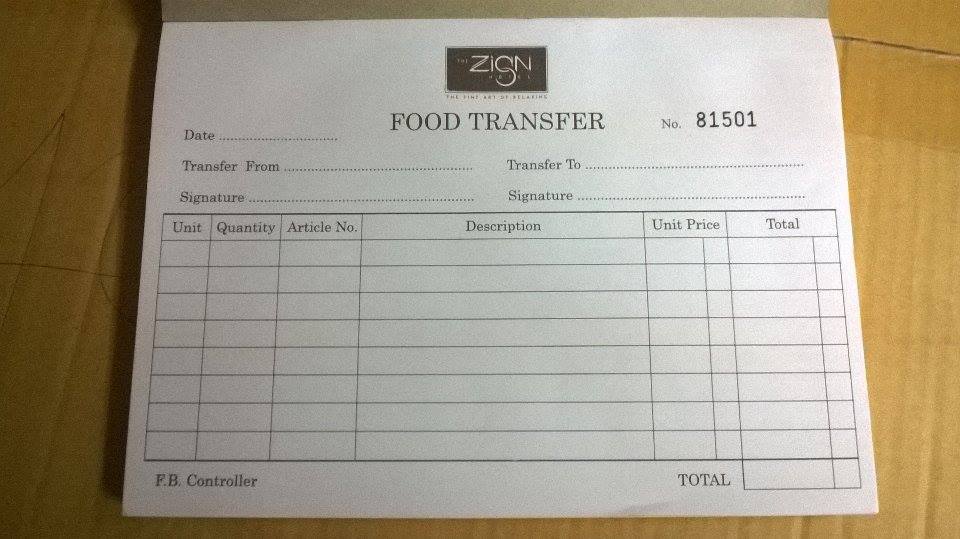 THE ZIGN
HOTEL
THE FINE ART OF RELAXING
FOOD TRANSFER
No. 81501
Date ..............................
Transfer From ................................................
Transfer To .......................................................
Signature .........................................................
Signature .........................................................
Unit Quantity Article No. Description Unit Price Total
F.B. Controller
TOTAL